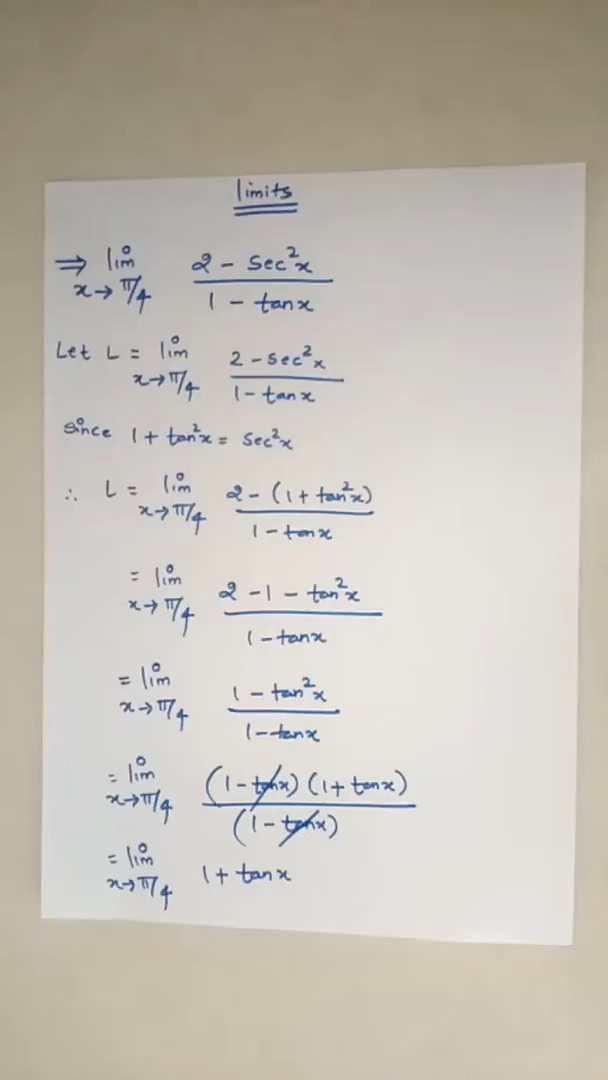 limits
⇒ lim x→π/4 (2 - sec²x)/(1 - tanx)
Let L = lim x→π/4 (2 - sec²x)/(1 - tanx)
since 1 + tan²x = sec²x
∴ L = lim x→π/4 (2 - (1 + tan²x))/(1 - tanx)
= lim x→π/4 (2 - 1 - tan²x)/(1 - tanx)
= lim x→π/4 (1 - tan²x)/(1 - tanx)
= lim x→π/4 ((1 - tanx)(1 + tanx))/((1 - tanx))
= lim x→π/4 1 + tanx